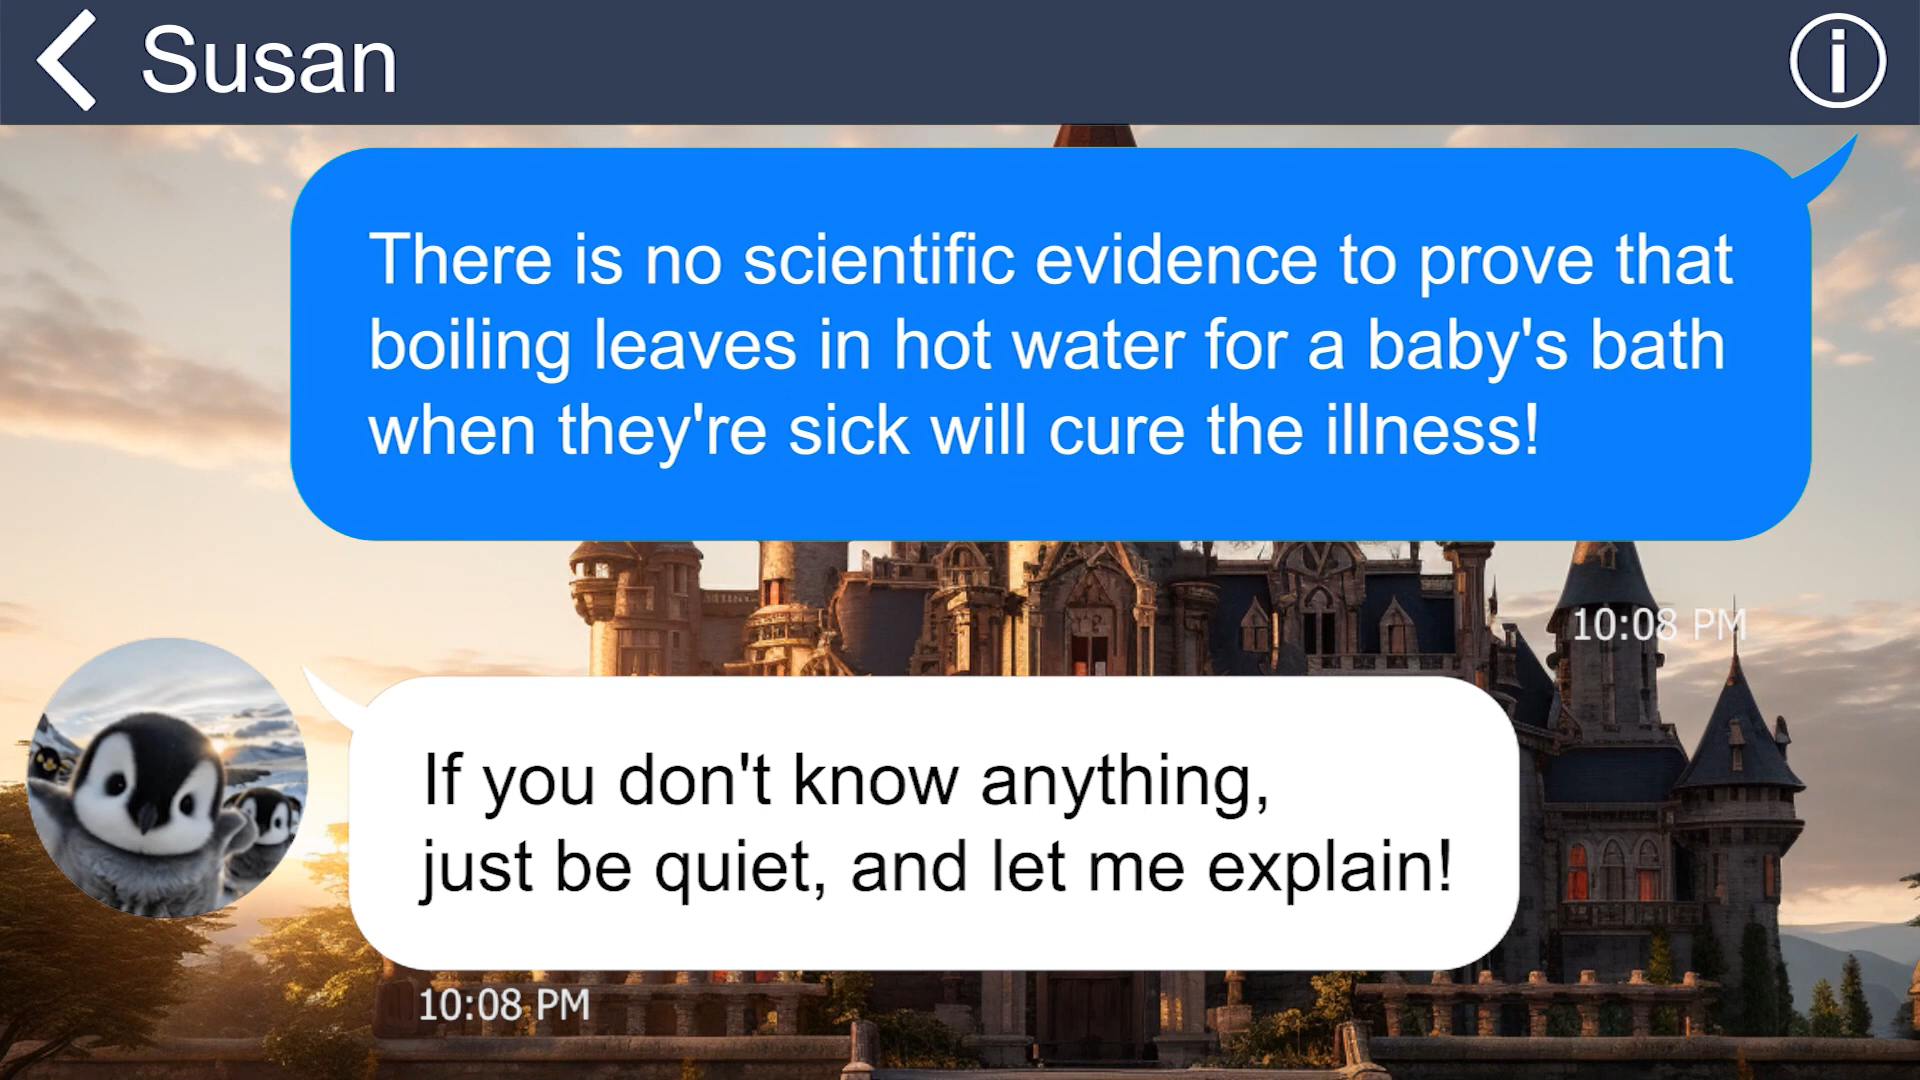 Susan
There is no scientific evidence to prove that
boiling leaves in hot water for a baby's bath
when they're sick will cure the illness!
10:08 PM
If you don't know anything,
just be quiet, and let me explain!
10:08 PM